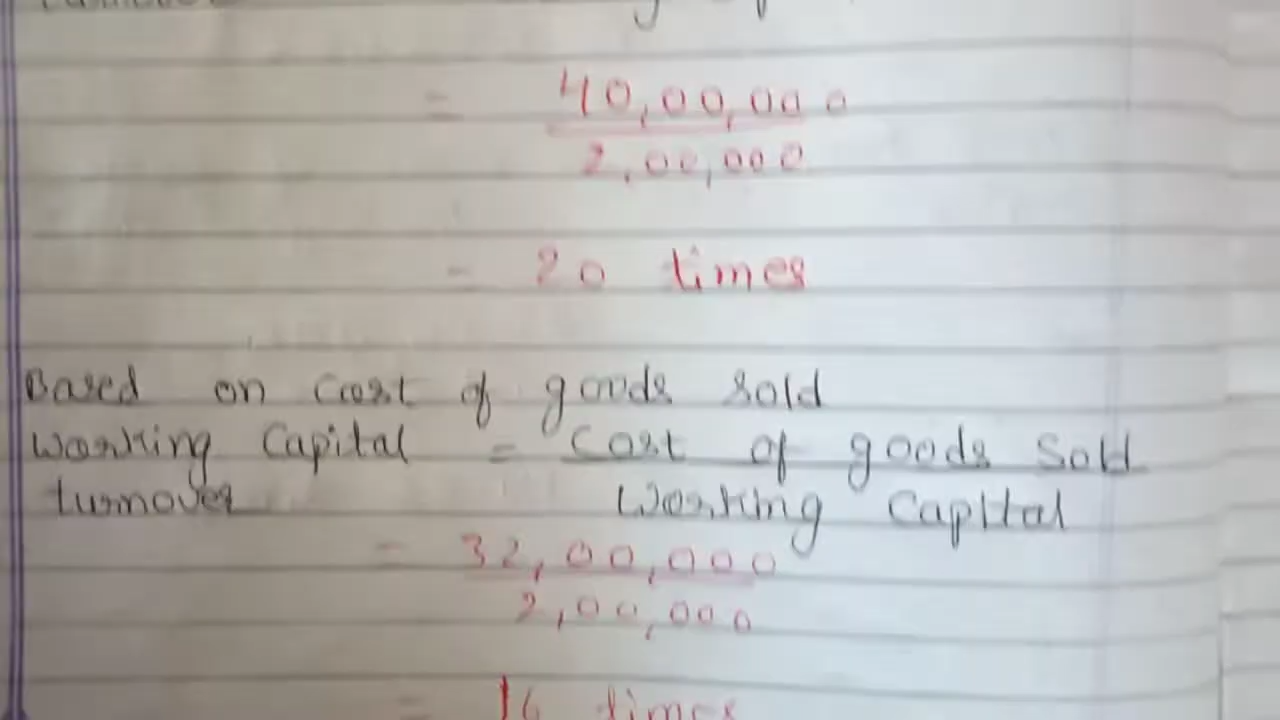 = 40,00,000
2,00,000
= 20 times
Based on cost of goods sold
Working Capital = Cost of goods Sold
turnover Working Capital
= 32,00,000
2,00,000
= 16 times